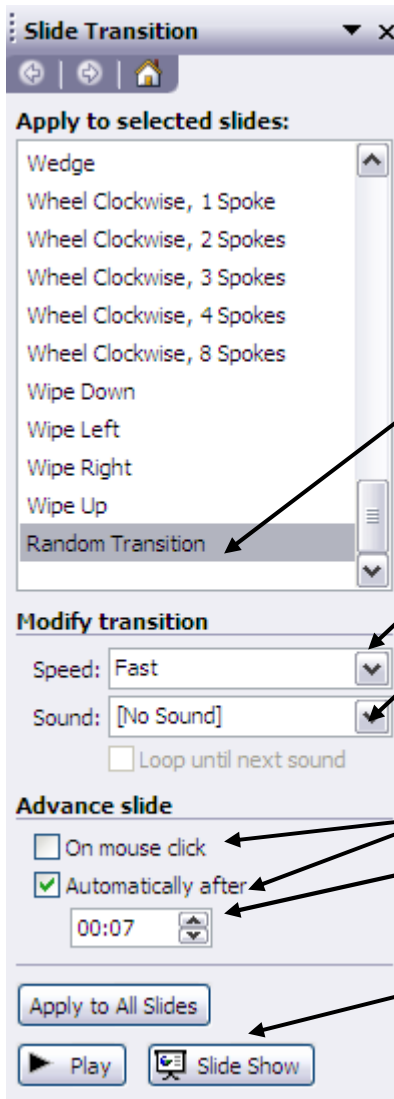 Slide Transition
Apply to selected slides:
Wedge
Wheel Clockwise, 1 Spoke
Wheel Clockwise, 2 Spokes
Wheel Clockwise, 3 Spokes
Wheel Clockwise, 4 Spokes
Wheel Clockwise, 8 Spokes
Wipe Down
Wipe Left
Wipe Right
Wipe Up
Random Transition
Modify transition
Speed: Fast
Sound: [No Sound]
Loop until next sound
Advance slide
On mouse click
Automatically after
00:07
Apply to All Slides
Play Slide Show